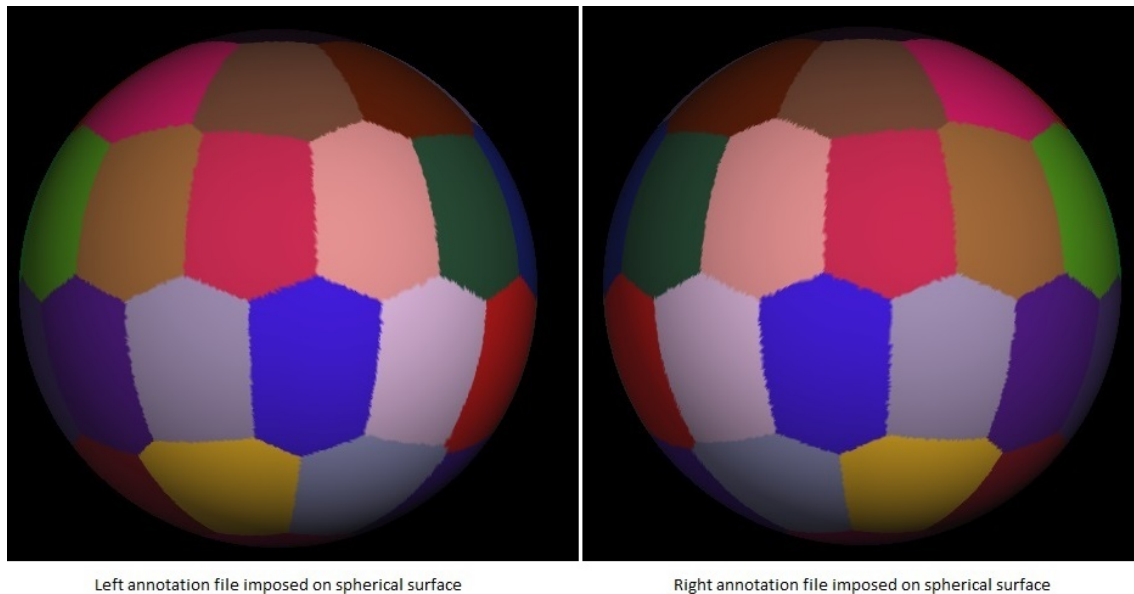 Left annotation file imposed on spherical surface
Right annotation file imposed on spherical surface